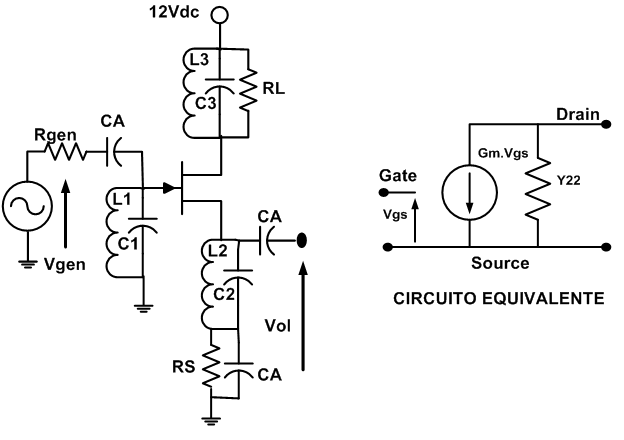 12Vdc
L3
C3
RL
Rgen
CA
L1
C1
Vgen
CA
L2
C2
Vol
RS
CA
Drain
Gm.Vgs
Gate
Y22
Vgs
Source
CIRCUITO EQUIVALENTE